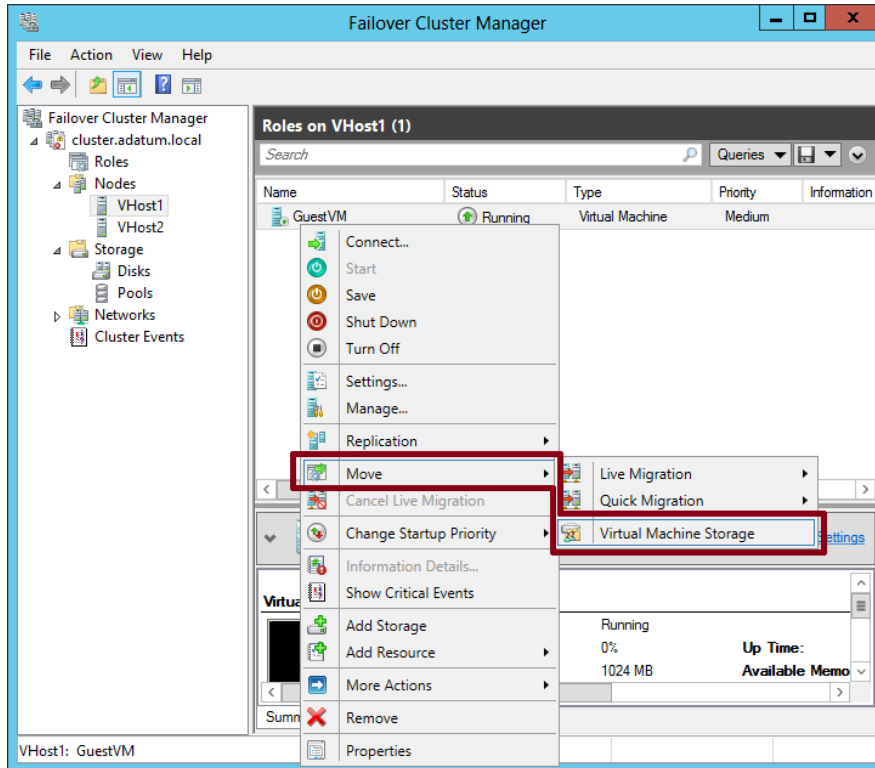 Failover Cluster Manager
File Action View Help
Failover Cluster Manager
cluster.adatum.local
Roles
Nodes
VHost1
VHost2
Storage
Disks
Pools
Networks
Cluster Events
Roles on VHost1 (1)
Search Queries
Name Status Type Priority Information
GuestVM Running Virtual Machine Medium
Connect...
Start
Save
Shut Down
Turn Off
Settings...
Manage...
Replication
Move
Cancel Live Migration
Change Startup Priority
Information Details...
Show Critical Events
Add Storage
Add Resource
More Actions
Remove
Properties
Live Migration
Quick Migration
Virtual Machine Storage
Running
0% Up Time:
1024 MB
VHost1: GuestVM